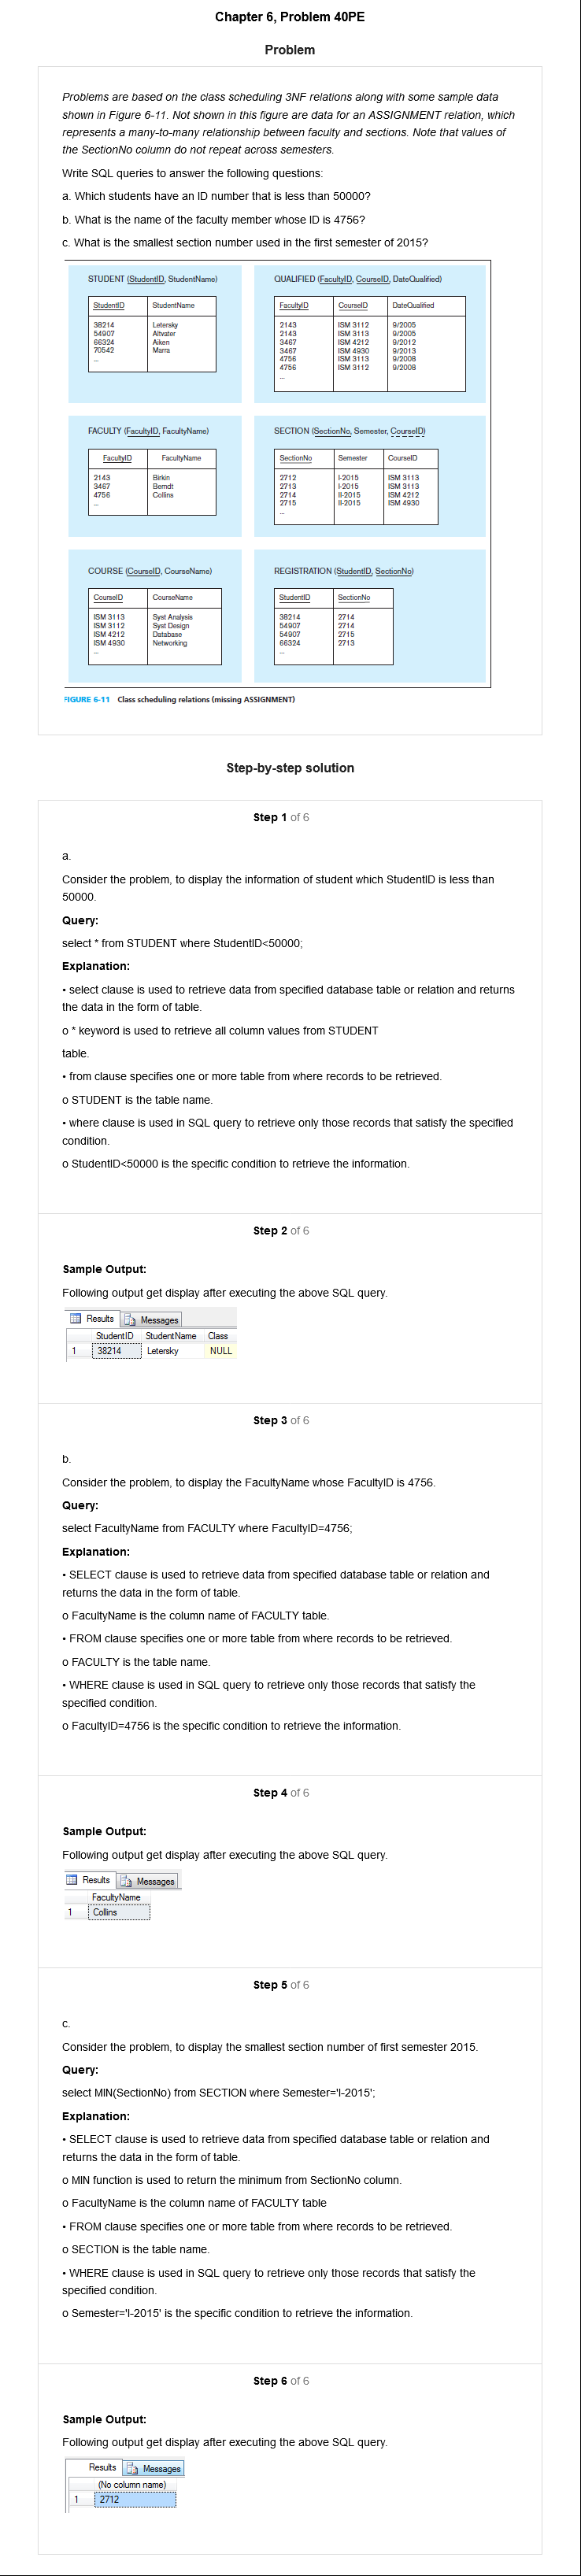 Chapter 6, Problem 40PE
Problem
Problems are based on the class scheduling 3NF relations along with some sample data
shown in Figure 6-11. Not shown in this figure are data for an ASSIGNMENT relation, which
represents a many-to-many relationship between faculty and sections. Note that values of
the SectionNo column do not repeat across semesters.
Write SQL queries to answer the following questions:
a. Which students have an ID number that is less than 50000?
b. What is the name of the faculty member whose ID is 4756?
c. What is the smallest section number used in the first semester of 2015?
STUDENT (StudentID, StudentName)
StudentID StudentName
38214 Letersky
54907 Altvater
66324 Aiken
70542 Marra
...
QUALIFIED (FacultyID, CourseID, DateQualified)
FacultyID CourseID DateQualified
2143 ISM 3112 9/2005
2143 ISM 3113 9/2005
3467 ISM 4212 9/2012
3467 ISM 4930 9/2013
4756 ISM 3113 9/2008
4756 ISM 3112 9/2008
...
FACULTY (FacultyID, FacultyName)
FacultyID FacultyName
2143 Birkin
3467 Berndt
4756 Collins
...
SECTION (SectionNo, Semester, CourseID)
SectionNo Semester CourseID
2712 I-2015 ISM 3113
2713 I-2015 ISM 3113
2714 II-2015 ISM 4212
2715 II-2015 ISM 4930
...
COURSE (CourseID, CourseName)
CourseID CourseName
ISM 3113 Syst Analysis
ISM 3112 Syst Design
ISM 4212 Database
ISM 4930 Networking
...
REGISTRATION (StudentID, SectionNo)
StudentID SectionNo
38214 2714
54907 2714
54907 2715
66324 2713
...
FIGURE 6-11 Class scheduling relations (missing ASSIGNMENT)
Step-by-step solution
Step 1 of 6
a.
Consider the problem, to display the information of student which StudentID is less than
50000.
Query:
select * from STUDENT where StudentID<50000;
Explanation:
• select clause is used to retrieve data from specified database table or relation and returns
the data in the form of table.
o * keyword is used to retrieve all column values from STUDENT
table.
• from clause specifies one or more table from where records to be retrieved.
o STUDENT is the table name.
• where clause is used in SQL query to retrieve only those records that satisfy the specified
condition.
o StudentID<50000 is the specific condition to retrieve the information.
Step 2 of 6
Sample Output:
Following output get display after executing the above SQL query.
Results Messages
StudentID StudentName Class
1 38214 Letersky NULL
Step 3 of 6
b.
Consider the problem, to display the FacultyName whose FacultyID is 4756.
Query:
select FacultyName from FACULTY where FacultyID=4756;
Explanation:
• SELECT clause is used to retrieve data from specified database table or relation and
returns the data in the form of table.
o FacultyName is the column name of FACULTY table.
• FROM clause specifies one or more table from where records to be retrieved.
o FACULTY is the table name.
• WHERE clause is used in SQL query to retrieve only those records that satisfy the
specified condition.
o FacultyID=4756 is the specific condition to retrieve the information.
Step 4 of 6
Sample Output:
Following output get display after executing the above SQL query.
Results Messages
FacultyName
1 Collins
Step 5 of 6
c.
Consider the problem, to display the smallest section number of first semester 2015.
Query:
select MIN(SectionNo) from SECTION where Semester='I-2015';
Explanation:
• SELECT clause is used to retrieve data from specified database table or relation and
returns the data in the form of table.
o MIN function is used to return the minimum from SectionNo column.
o FacultyName is the column name of FACULTY table
• FROM clause specifies one or more table from where records to be retrieved.
o SECTION is the table name.
• WHERE clause is used in SQL query to retrieve only those records that satisfy the
specified condition.
o Semester='I-2015' is the specific condition to retrieve the information.
Step 6 of 6
Sample Output:
Following output get display after executing the above SQL query.
Results Messages
(No column name)
1 2712